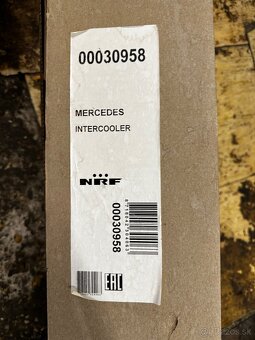 00030958
MERCEDES
INTERCOOLER
NRF
00030958
EAC